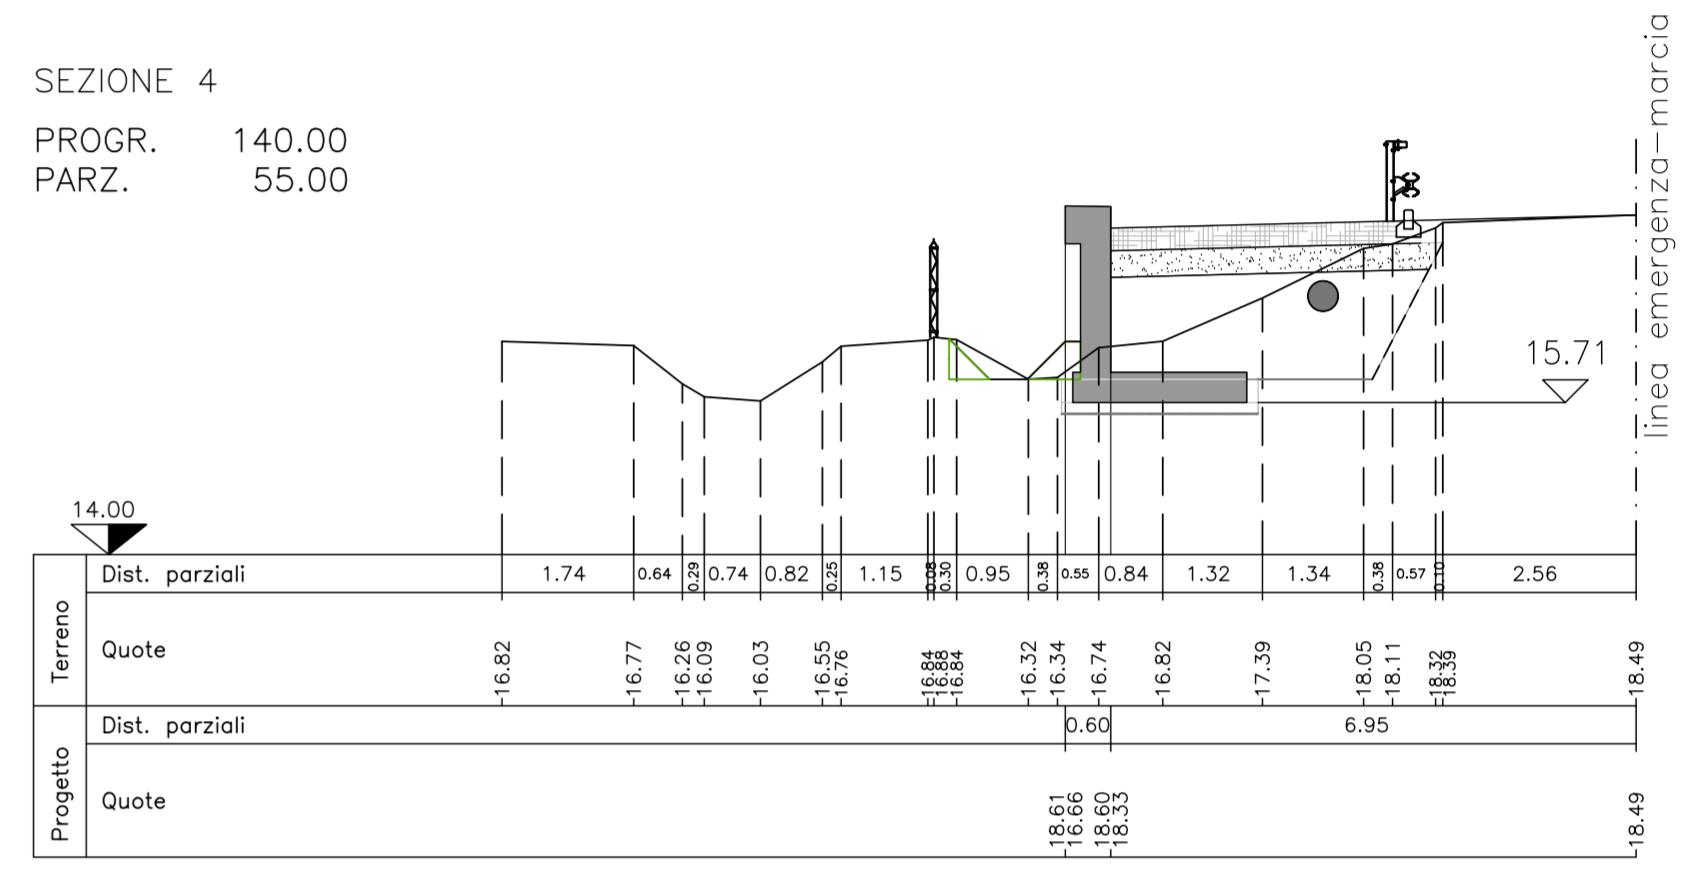 SEZIONE 4
PROGR. 140.00
PARZ. 55.00
linea emergenza-marcia
15.71
14.00
Terreno
Dist. parziali 1.74 0.64 0.29 0.74 0.82 0.25 1.15 0.08 0.30 0.95 0.38 0.55 0.84 1.32 1.34 0.38 0.57 0.10 2.56
Quote 16.82 16.77 16.26 16.09 16.03 16.55 16.76 16.84 16.88 16.84 16.32 16.34 16.74 16.82 17.39 18.05 18.11 18.32 18.39 18.49
Progetto
Dist. parziali 0.60 6.95
Quote 18.61 16.66 18.60 18.33 18.49